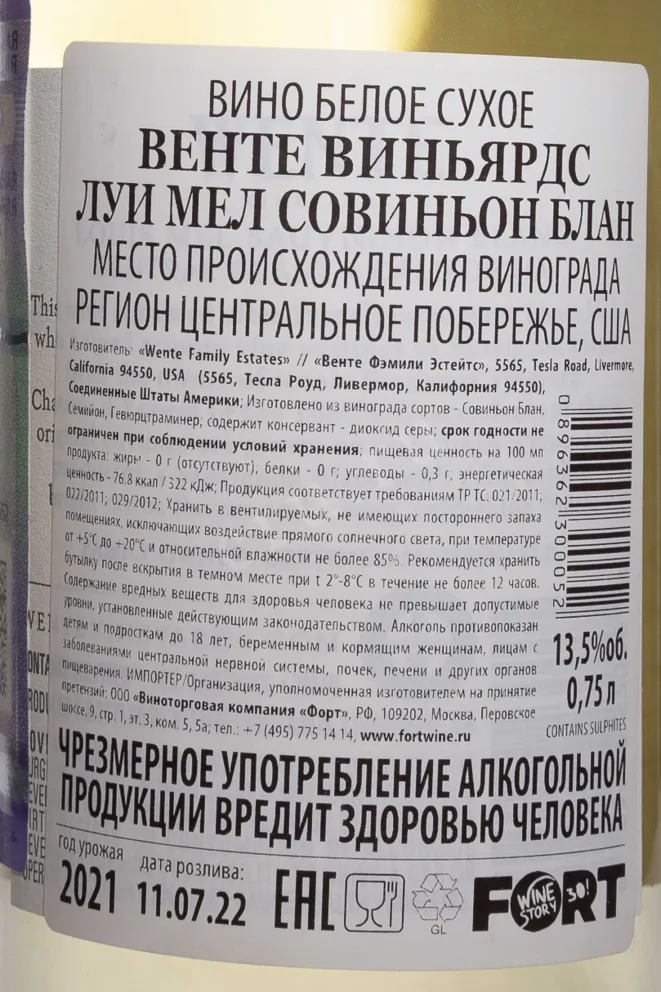 ВИНО БЕЛОЕ СУХОЕ
ВЕНТЕ ВИНЬЯРДС
ЛУИ МЕЛ СОВИНЬОН БЛАН
МЕСТО ПРОИСХОЖДЕНИЯ ВИНОГРАДА
РЕГИОН ЦЕНТРАЛЬНОЕ ПОБЕРЕЖЬЕ, США
Изготовитель: «Wente Family Estates» // «Венте Фэмили Эстейтс», 5565, Tesla Road, Livermore,
California 94550, USA (5565, Тесла Роуд, Ливермор, Калифорния 94550),
Соединенные Штаты Америки; Изготовлено из винограда сортов - Совиньон Блан,
Семийон, Гевюрцтраминер; содержит консервант - диоксид серы; срок годности не
ограничен при соблюдении условий хранения; пищевая ценность на 100 мл
продукта: жиры - 0 г (отсутствуют), белки - 0 г; углеводы - 0,3 г, энергетическая
ценность - 76.8 ккал / 322 кДж; Продукция соответствует требованиям ТР ТС: 021/2011;
022/2011; 029/2012; Хранить в вентилируемых, не имеющих постороннего запаха
помещениях, исключающих воздействие прямого солнечного света, при температуре
от +5°C до +20°C и относительной влажности не более 85%. Рекомендуется хранить
бутылку после вскрытия в темном месте при t 2°-8°C в течение не более 12 часов.
Содержание вредных веществ для здоровья человека не превышает допустимые
уровни, установленные действующим законодательством. Алкоголь противопоказан
детям и подросткам до 18 лет, беременным и кормящим женщинам, лицам с
заболеваниями центральной нервной системы, почек, печени и других органов
пищеварения. ИМПОРТЕР/Организация, уполномоченная изготовителем на принятие
претензий: ООО «Виноторговая компания «Форт», РФ, 109202, Москва, Перовское
шоссе, 9, стр. 1, эт. 3, ком. 5, 5а; тел.: +7 (495) 775 14 14, www.fortwine.ru
0 896362 300052
13,5%об.
0,75 л
CONTAINS SULPHITES
ЧРЕЗМЕРНОЕ УПОТРЕБЛЕНИЕ АЛКОГОЛЬНОЙ
ПРОДУКЦИИ ВРЕДИТ ЗДОРОВЬЮ ЧЕЛОВЕКА
год урожая
2021
дата розлива:
11.07.22
EAC
GL
FORT
WINE STORY
30!
This
wh
Cha
ori